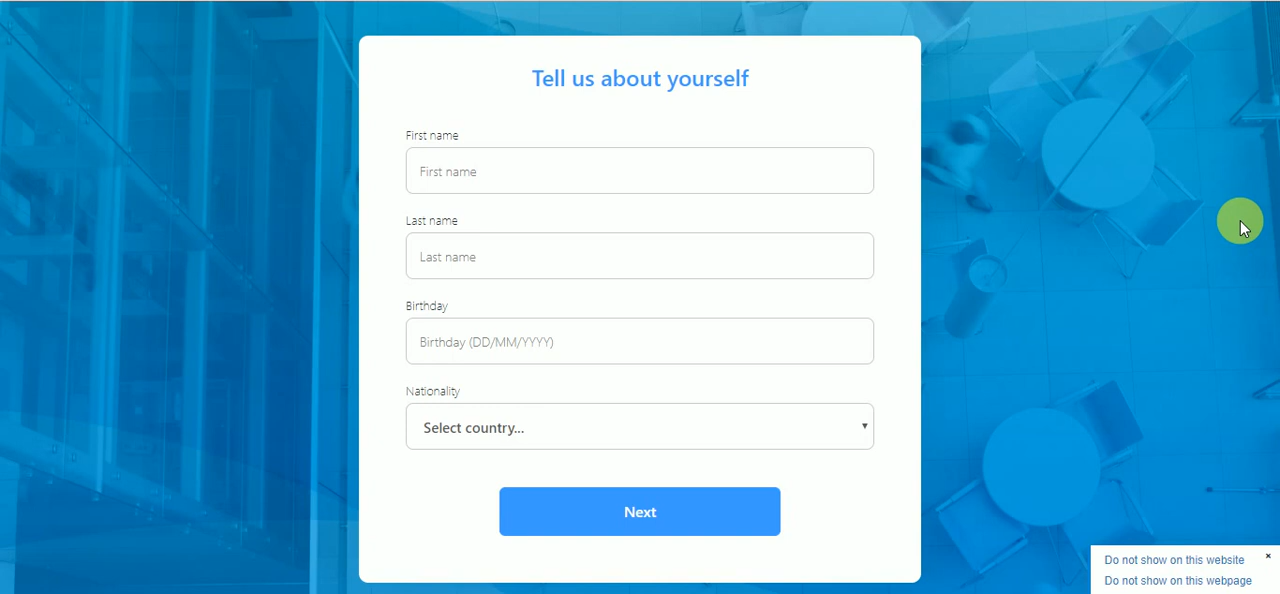 Tell us about yourself
First name
First name
Last name
Last name
Birthday
Birthday (DD/MM/YYYY)
Nationality
Select country...
Next
Do not show on this website
Do not show on this webpage